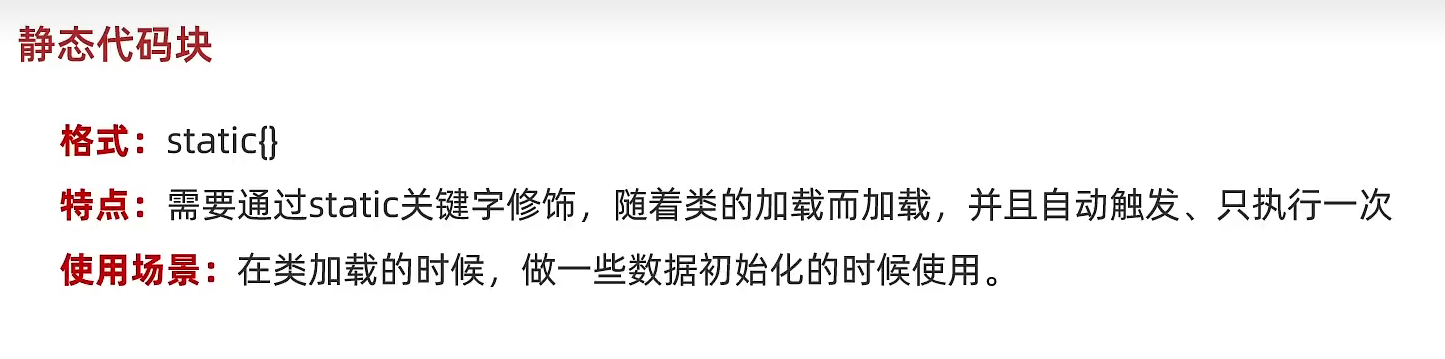 静态代码块
格式：static{}
特点：需要通过static关键字修饰，随着类的加载而加载，并且自动触发、只执行一次
使用场景：在类加载的时候，做一些数据初始化的时候使用。